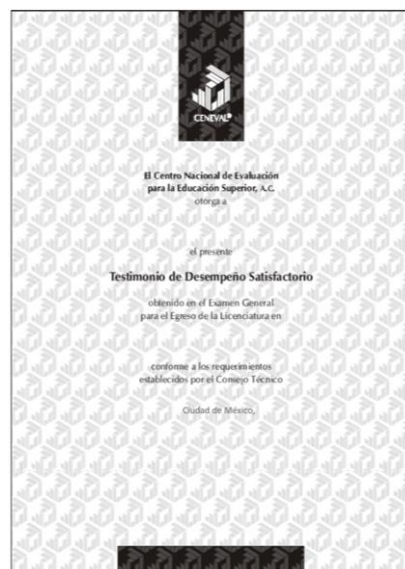 CENEVAL®
El Centro Nacional de Evaluación
para la Educación Superior, A.C.
otorga a
el presente
Testimonio de Desempeño Satisfactorio
obtenido en el Examen General
para el Egreso de la Licenciatura en
conforme a los requerimientos
establecidos por el Consejo Técnico
Ciudad de México,